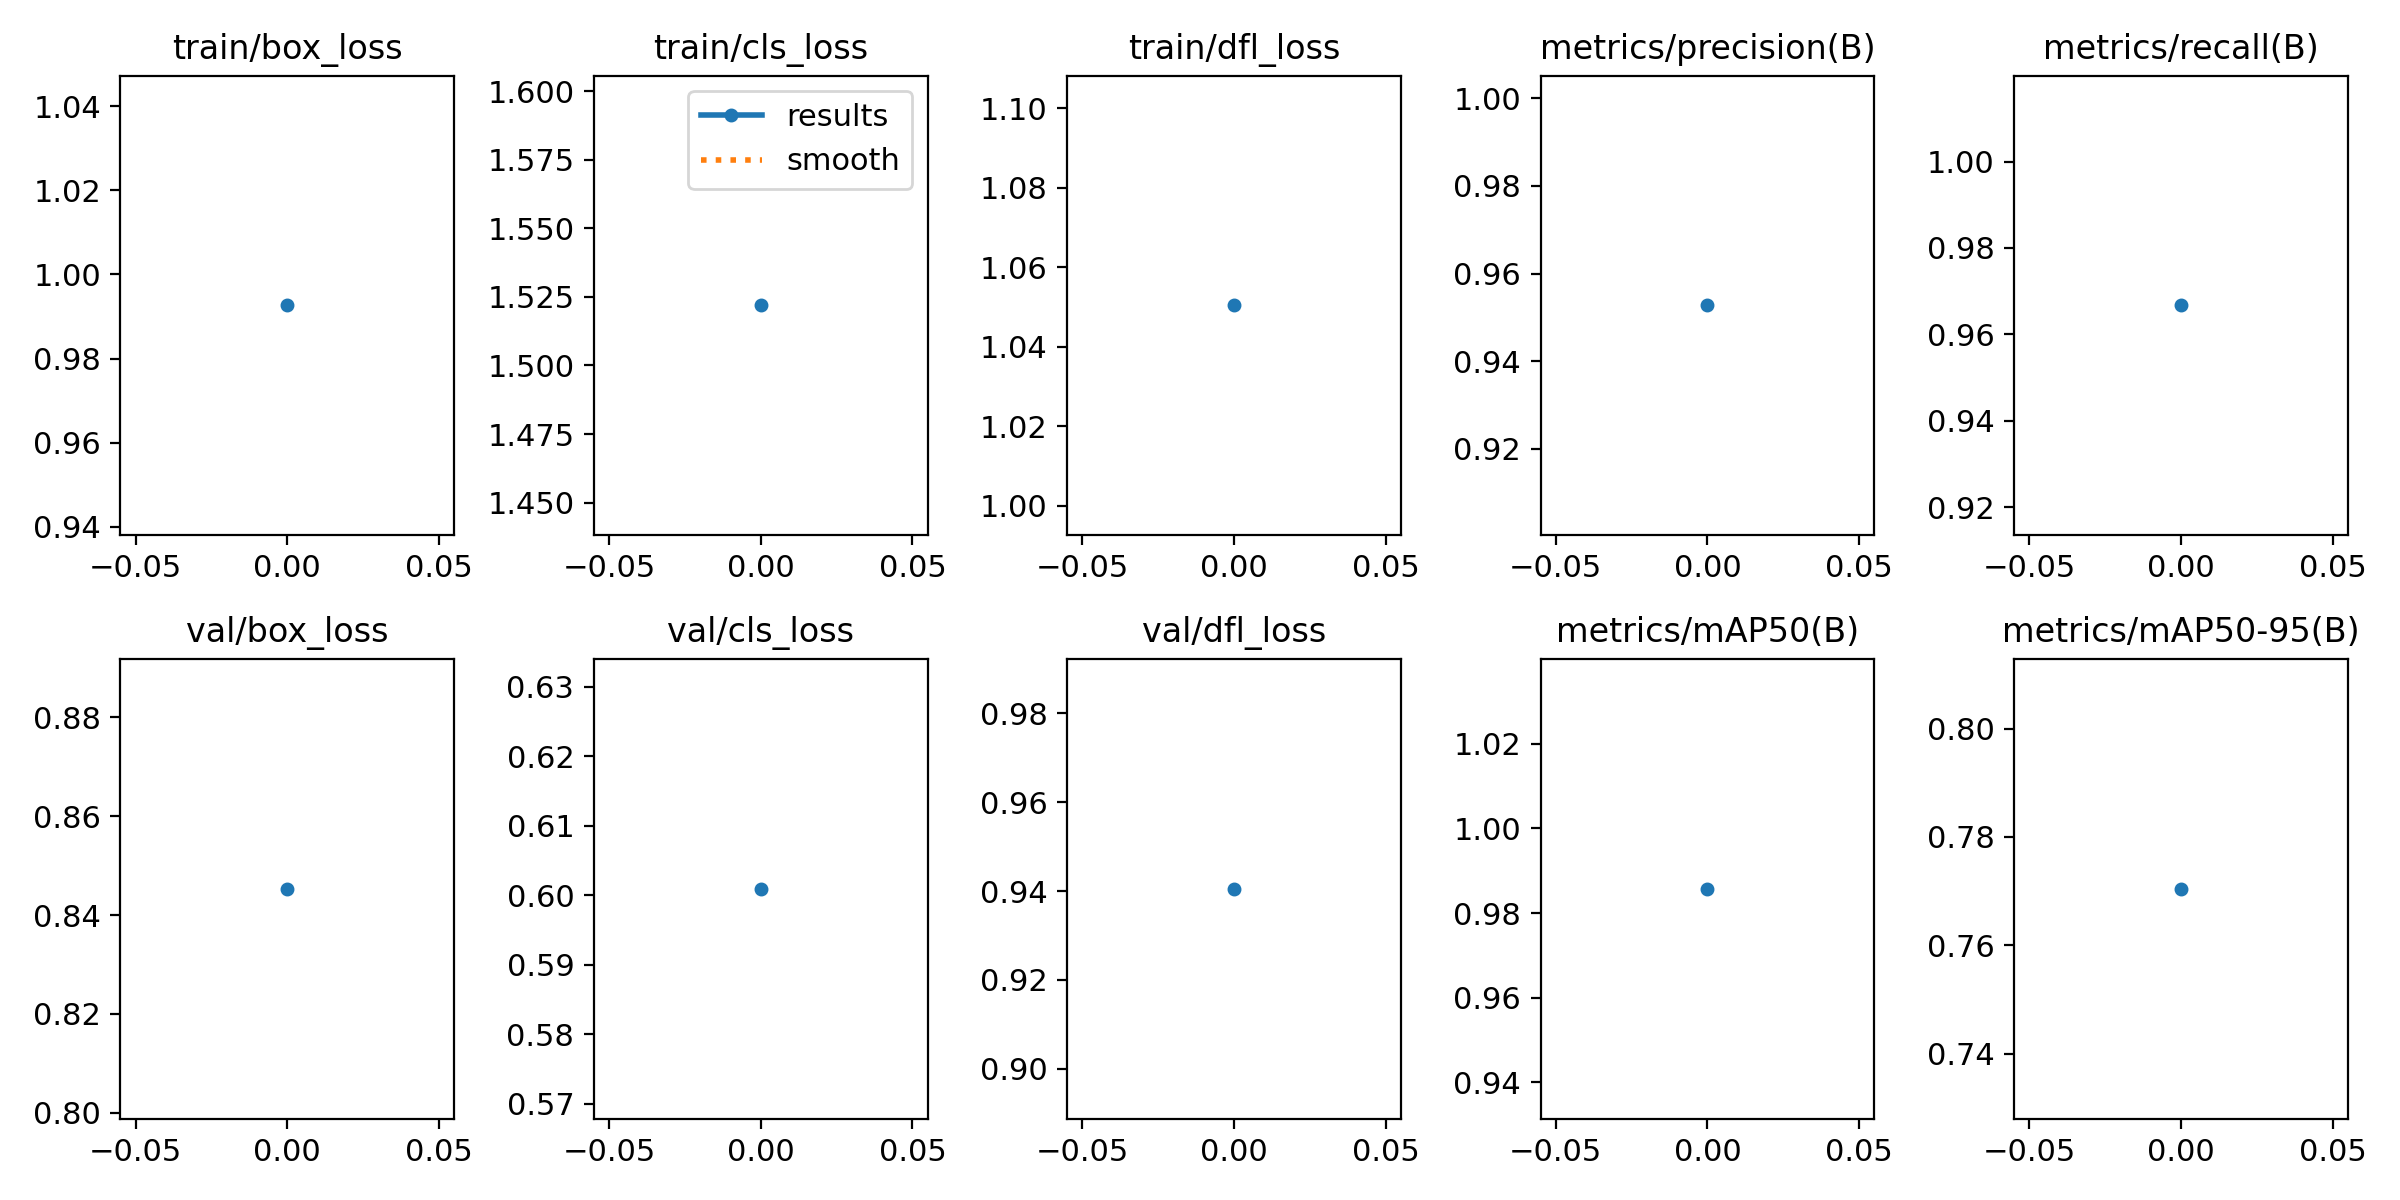 train/box_loss
1.04
1.02
1.00
0.98
0.96
0.94
−0.05 0.00 0.05
train/cls_loss
1.600
1.575
1.550
1.525
1.500
1.475
1.450
results
smooth
−0.05 0.00 0.05
train/dfl_loss
1.10
1.08
1.06
1.04
1.02
1.00
−0.05 0.00 0.05
metrics/precision(B)
1.00
0.98
0.96
0.94
0.92
−0.05 0.00 0.05
metrics/recall(B)
1.00
0.98
0.96
0.94
0.92
−0.05 0.00 0.05
val/box_loss
0.88
0.86
0.84
0.82
0.80
−0.05 0.00 0.05
val/cls_loss
0.63
0.62
0.61
0.60
0.59
0.58
0.57
−0.05 0.00 0.05
val/dfl_loss
0.98
0.96
0.94
0.92
0.90
−0.05 0.00 0.05
metrics/mAP50(B)
1.02
1.00
0.98
0.96
0.94
−0.05 0.00 0.05
metrics/mAP50-95(B)
0.80
0.78
0.76
0.74
−0.05 0.00 0.05